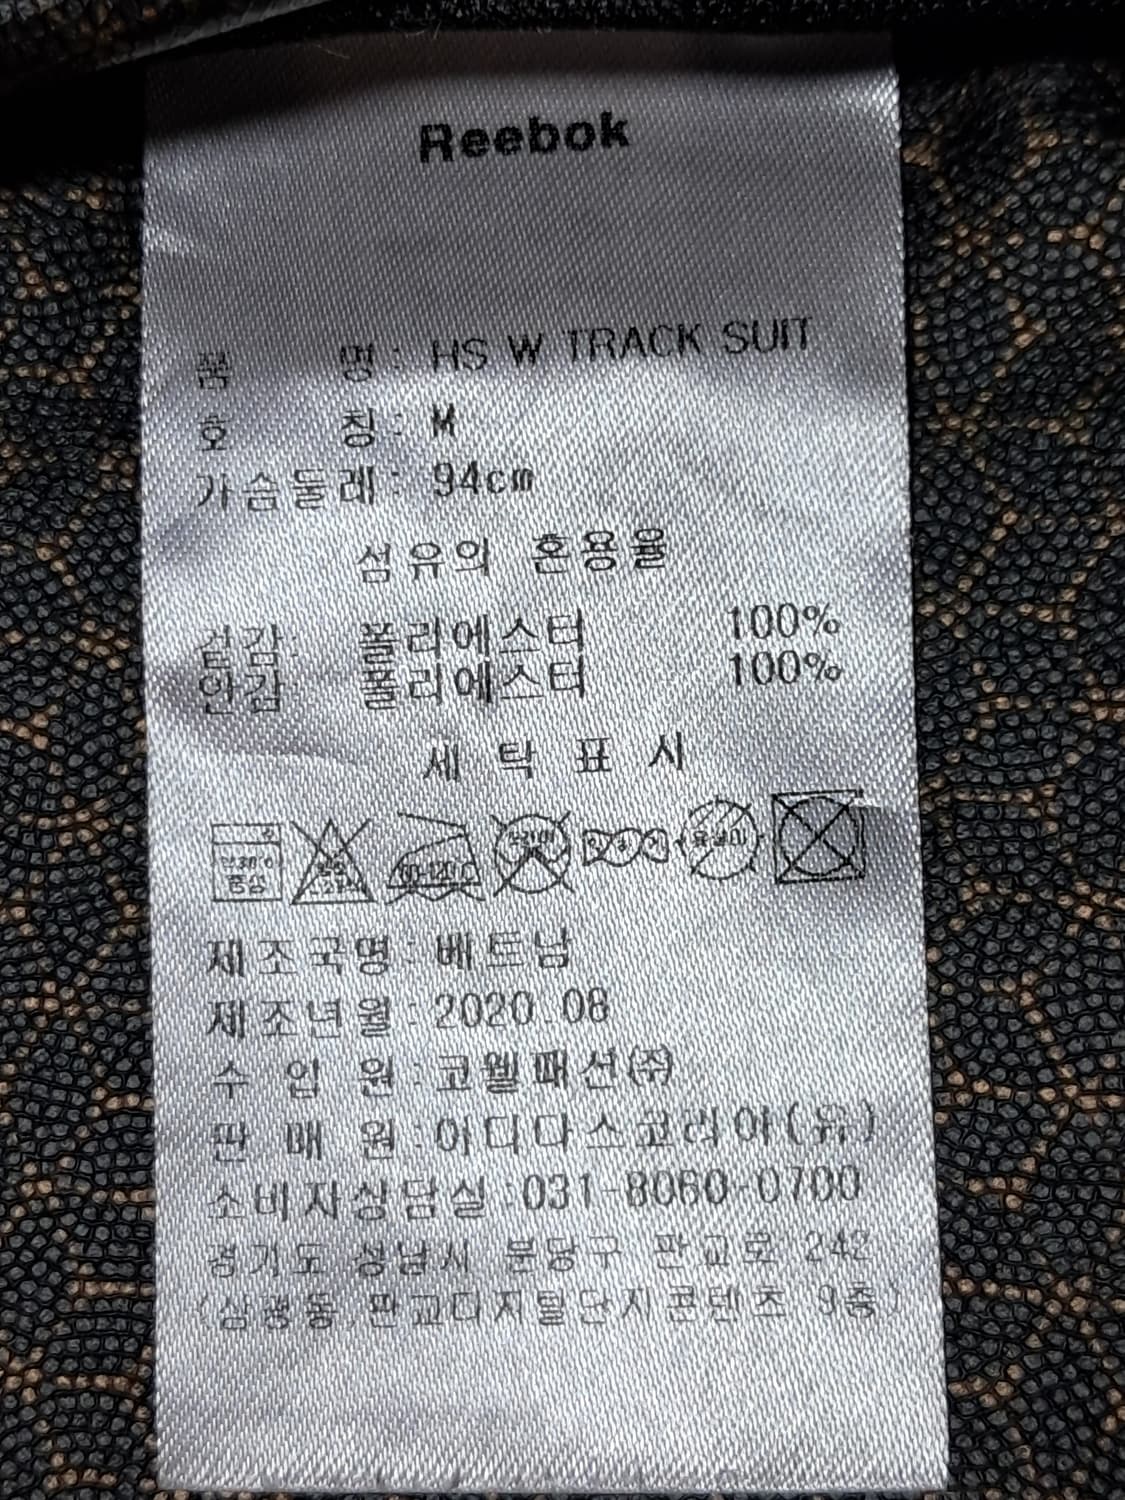 Reebok
품 명 : HS W TRACK SUIT
호 칭 : M
가슴둘레 : 94cm
섬유의 혼용율
겉감: 폴리에스터 100%
안감 폴리에스터 100%
세 탁 표 시
약30℃ 중성
제조국명 : 베트남
제조년월 : 2020.08
수 입 원 : 코웰패션㈜
판 매 원 : 아디다스코리아(유)
소비자상담실 : 031-8060-0700
경기도 성남시 분당구 판교로 242
(삼평동, 판교디지털단지콘텐츠 9층)